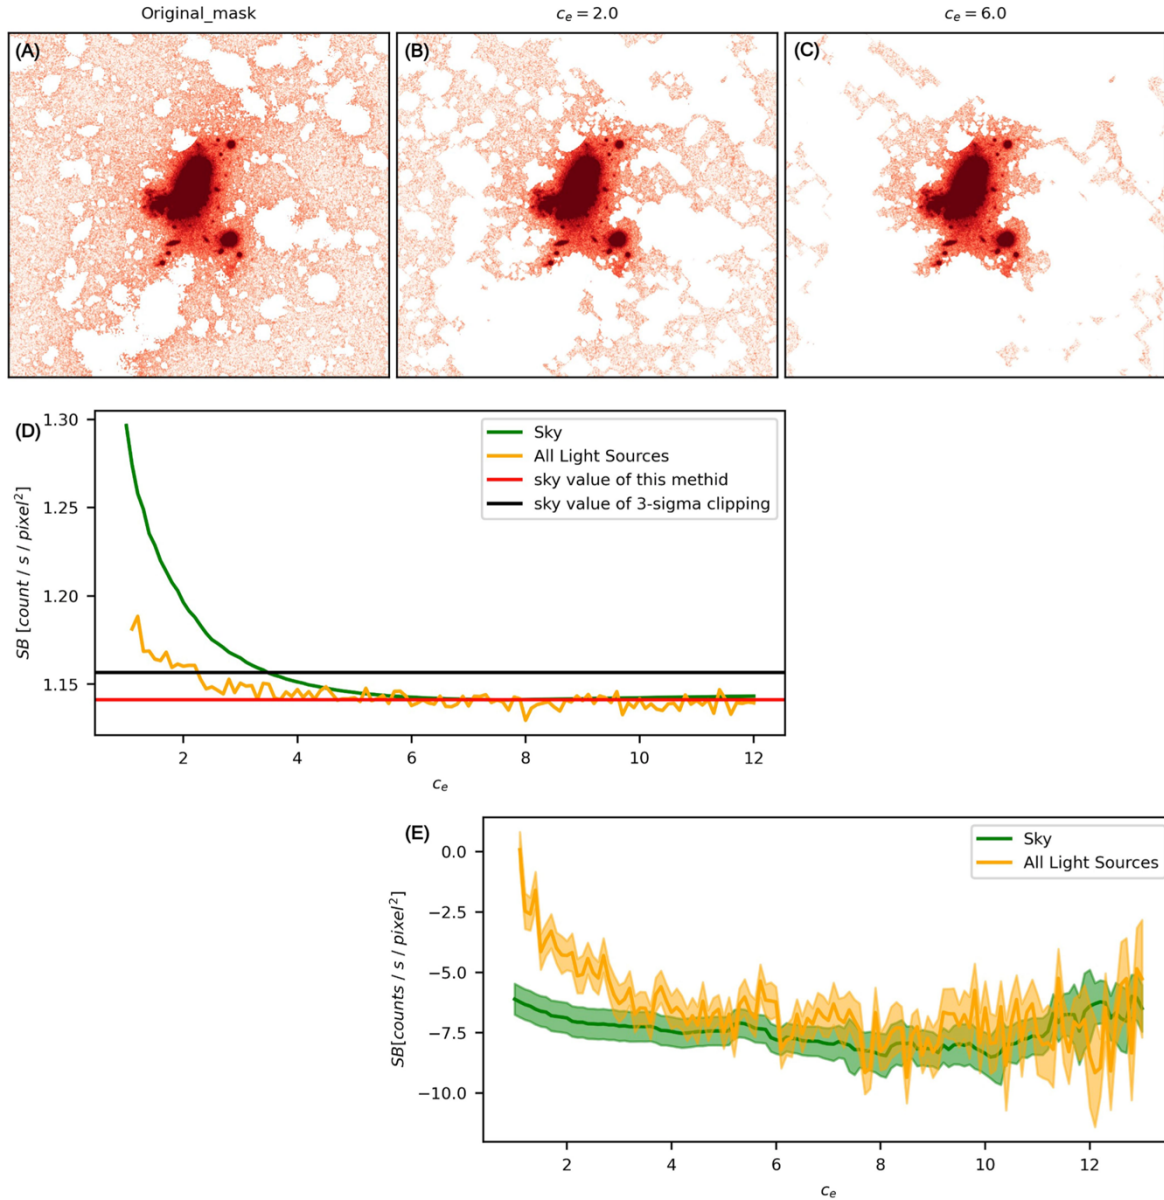 Original_mask
c_e = 2.0
c_e = 6.0
(A)
(B)
(C)
(D)
1.30
1.25
1.20
1.15
SB [count / s / pixel²]
Sky
All Light Sources
sky value of this methid
sky value of 3-sigma clipping
2 4 6 8 10 12
c_e
(E)
0.0
−2.5
−5.0
−7.5
−10.0
SB[counts / s / pixel²]
Sky
All Light Sources
2 4 6 8 10 12
c_e